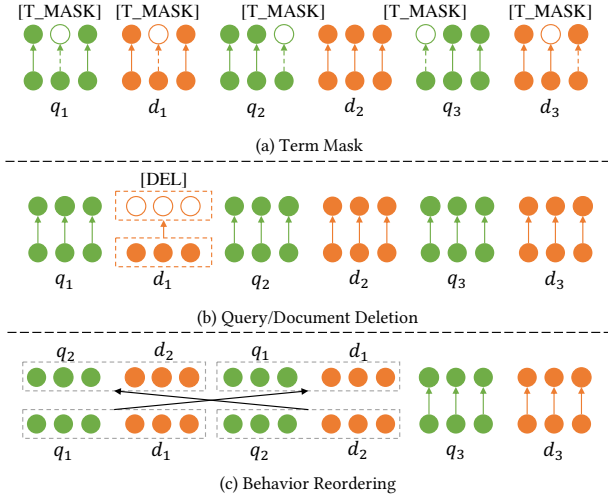 [T_MASK] [T_MASK] [T_MASK] [T_MASK] [T_MASK]
q1 d1 q2 d2 q3 d3
(a) Term Mask
[DEL]
q1 d1 q2 d2 q3 d3
(b) Query/Document Deletion
q2 d2 q1 d1
q1 d1 q2 d2 q3 d3
(c) Behavior Reordering